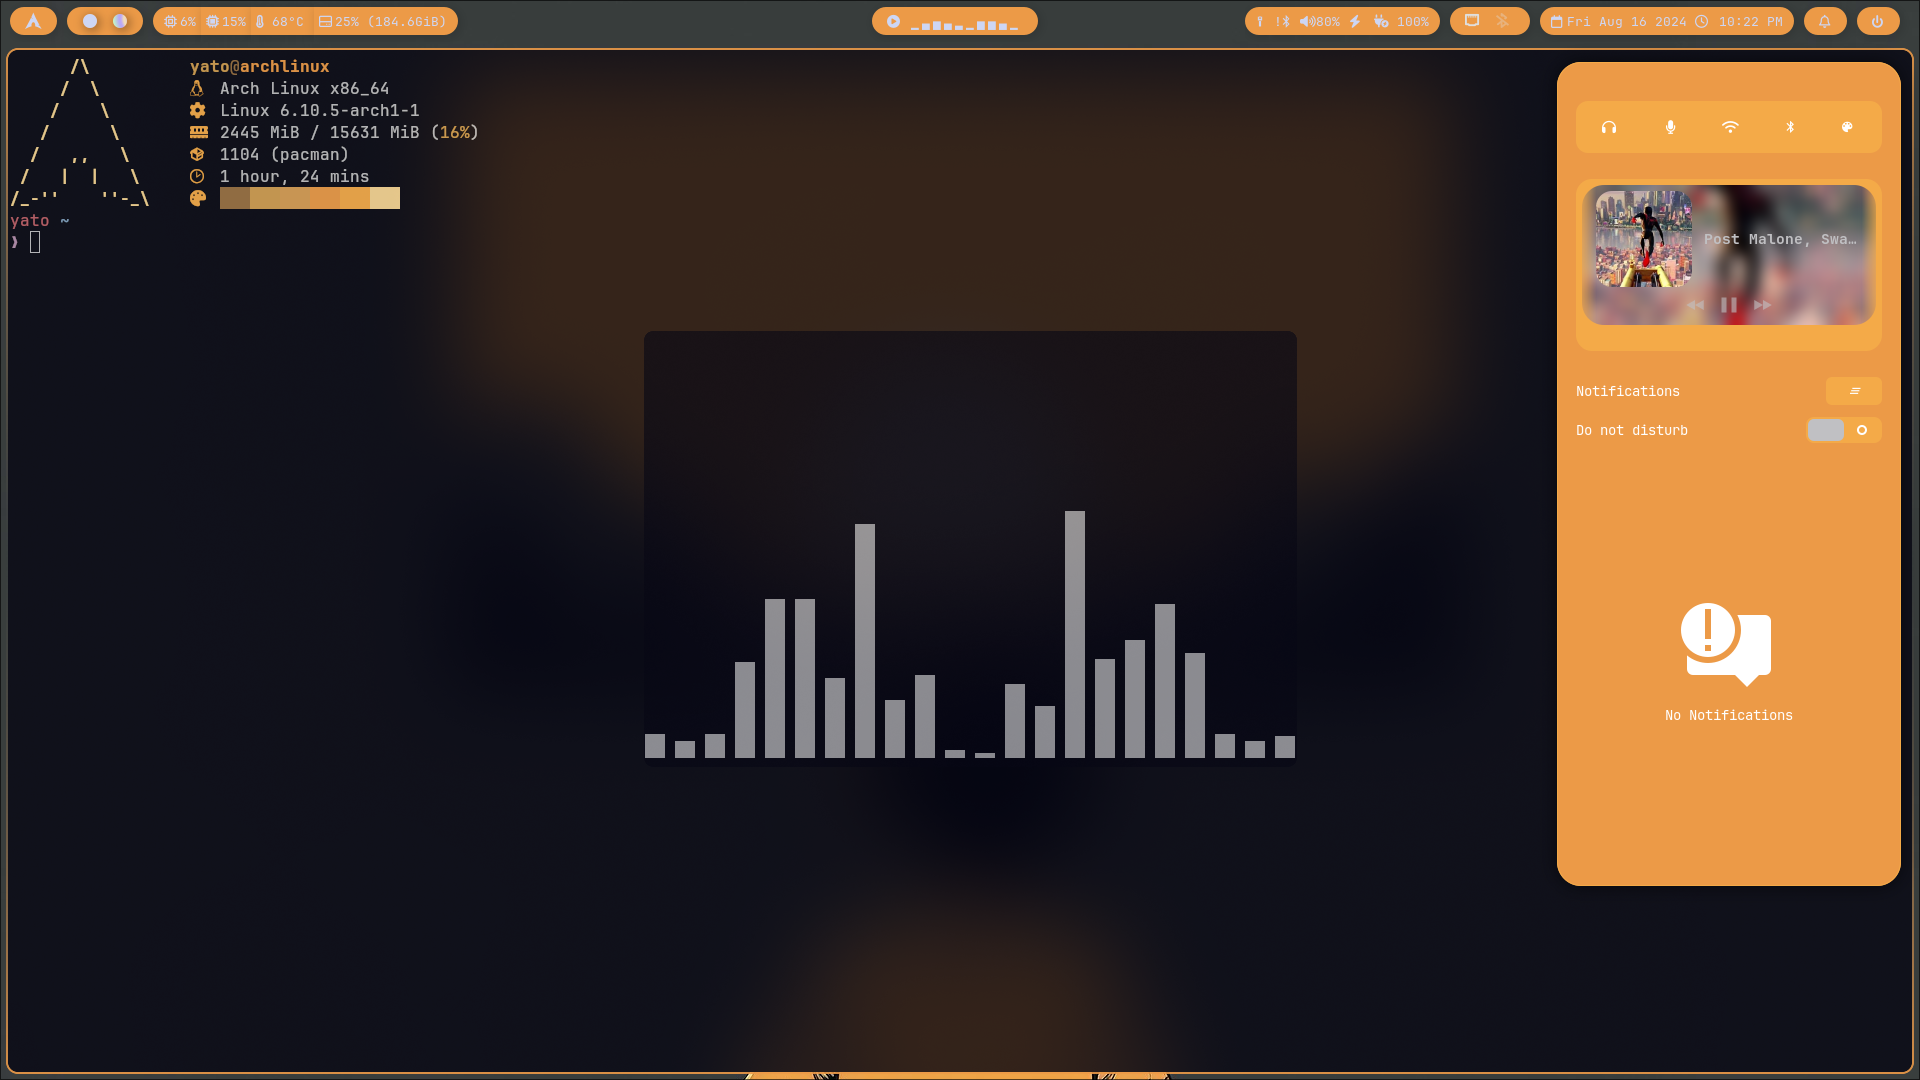 6% 15% 68°C 25% (184.6GiB)
80% 100%
Fri Aug 16 2024 10:22 PM
yato@archlinux
Arch Linux x86_64
Linux 6.10.5-arch1-1
2445 MiB / 15631 MiB (16%)
1104 (pacman)
1 hour, 24 mins
yato ~
❯
Post Malone, Swa…
Notifications
Do not disturb
No Notifications